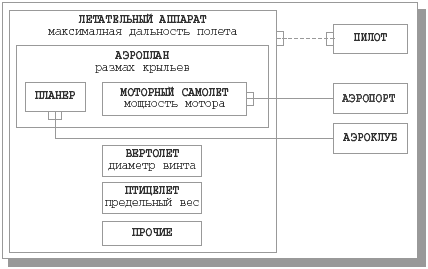 ЛЕТАТЕЛЬНЫЙ АППАРАТ
максималная дальность полета
ПИЛОТ
АЭРОПЛАН
размах крыльев
ПЛАНЕР
МОТОРНЫЙ САМОЛЕТ
мощность мотора
АЭРОПОРТ
АЭРОКЛУБ
ВЕРТОЛЕТ
диаметр винта
ПТИЦЕЛЕТ
предельный вес
ПРОЧИЕ